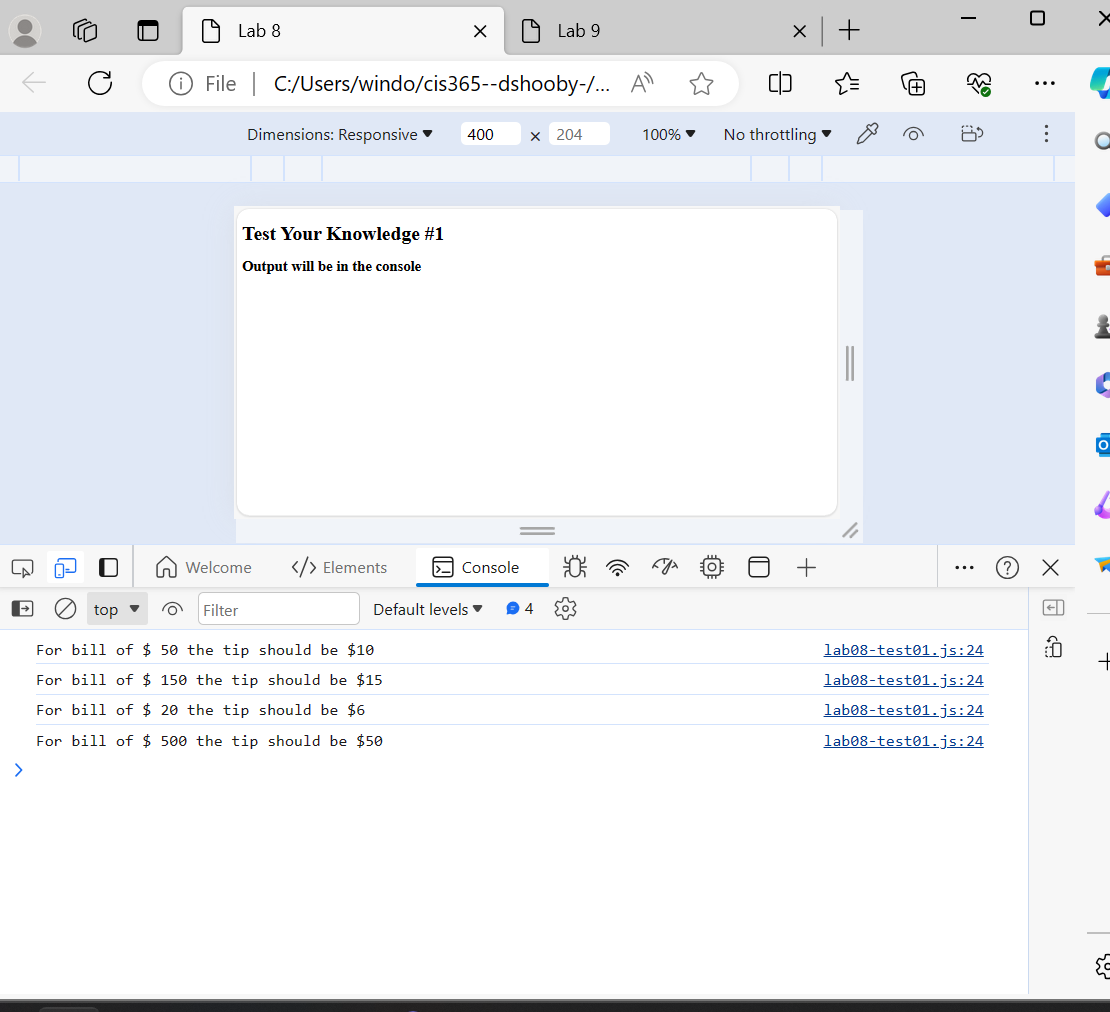 Lab 8
Lab 9
File
C:/Users/windo/cis365--dshooby-/...
Dimensions: Responsive
400
×
204
100%
No throttling
Test Your Knowledge #1
Output will be in the console
Welcome
Elements
Console
top
Filter
Default levels
4
For bill of $ 50 the tip should be $10 lab08-test01.js:24
For bill of $ 150 the tip should be $15 lab08-test01.js:24
For bill of $ 20 the tip should be $6 lab08-test01.js:24
For bill of $ 500 the tip should be $50 lab08-test01.js:24